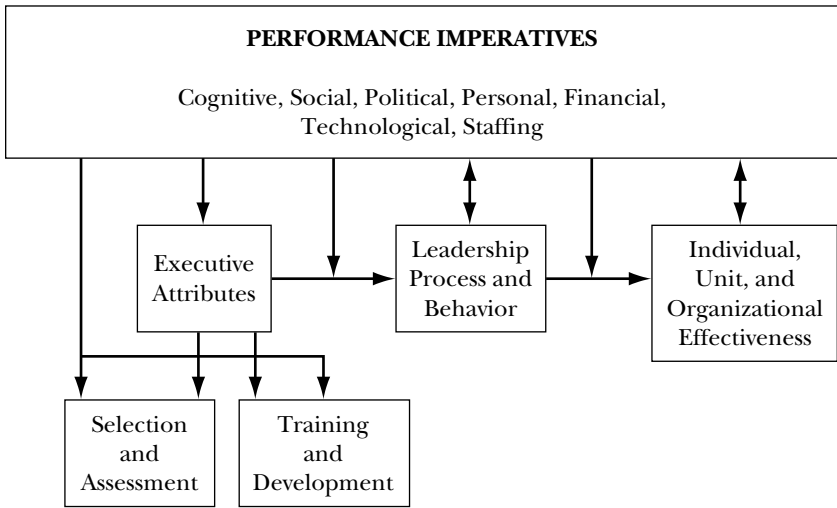 PERFORMANCE IMPERATIVES
Cognitive, Social, Political, Personal, Financial,
Technological, Staffing
Executive
Attributes
Leadership
Process and
Behavior
Individual,
Unit, and
Organizational
Effectiveness
Selection
and
Assessment
Training
and
Development